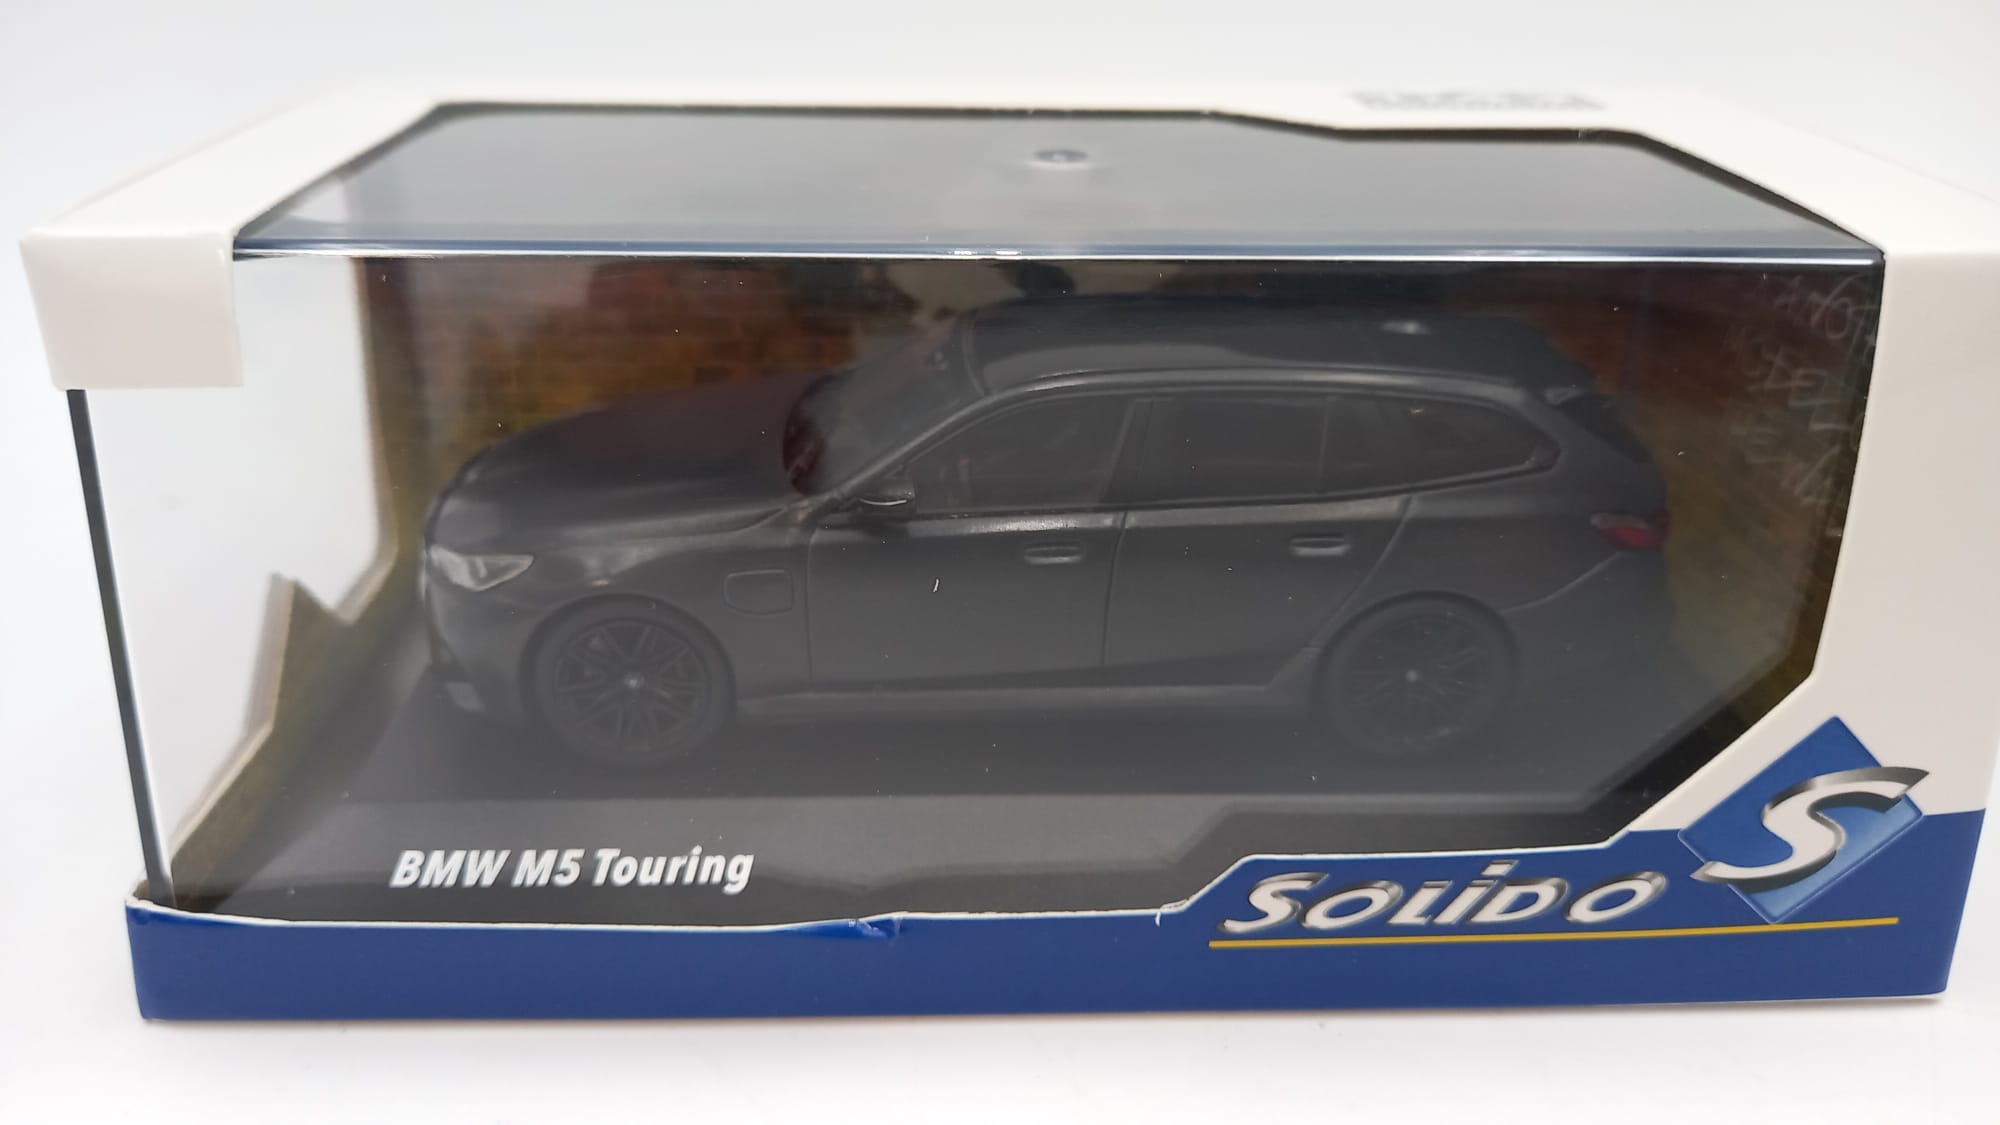 BMW M5 Touring
SOLiDO
S